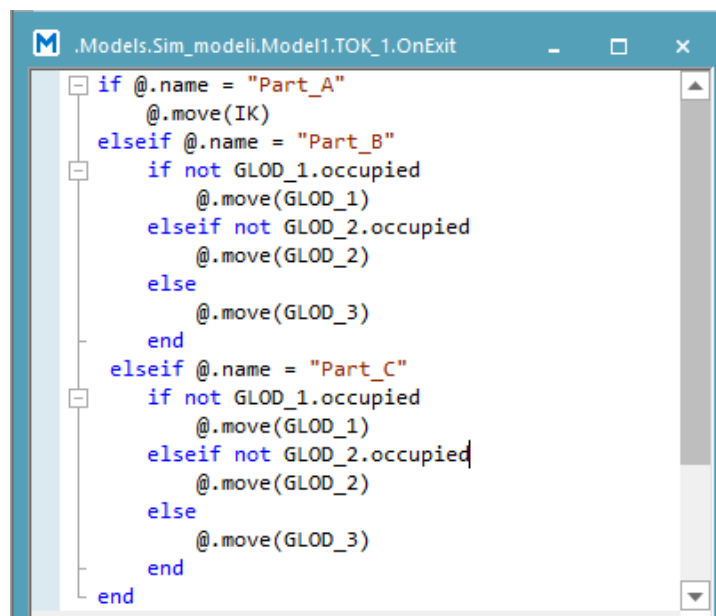 .Models.Sim_modeli.Model1.TOK_1.OnExit
if @.name = "Part_A"
    @.move(IK)
elseif @.name = "Part_B"
    if not GLOD_1.occupied
        @.move(GLOD_1)
    elseif not GLOD_2.occupied
        @.move(GLOD_2)
    else
        @.move(GLOD_3)
    end
 elseif @.name = "Part_C"
    if not GLOD_1.occupied
        @.move(GLOD_1)
    elseif not GLOD_2.occupied
        @.move(GLOD_2)
    else
        @.move(GLOD_3)
    end
end